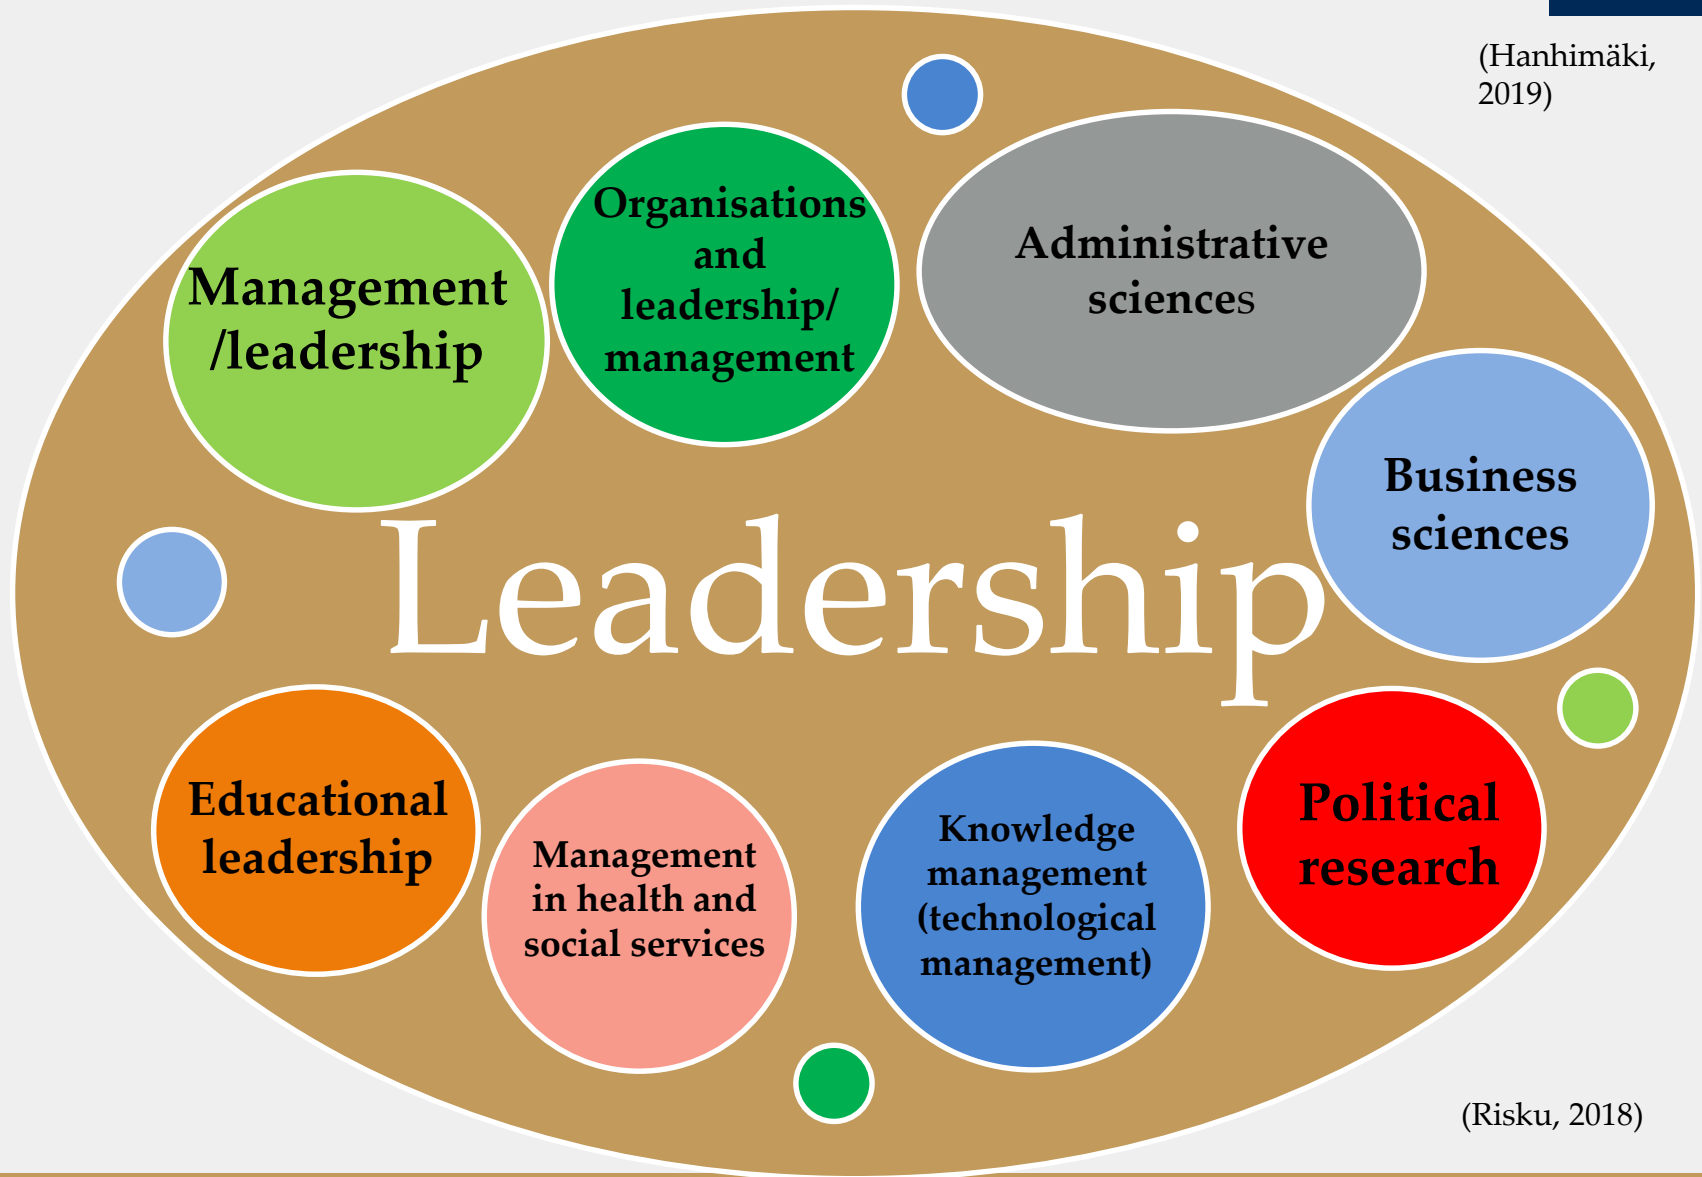 (Hanhimäki,
2019)
Management
/leadership
Organisations
and
leadership/
management
Administrative
sciences
Business
sciences
Leadership
Educational
leadership
Management
in health and
social services
Knowledge
management
(technological
management)
Political
research
(Risku, 2018)